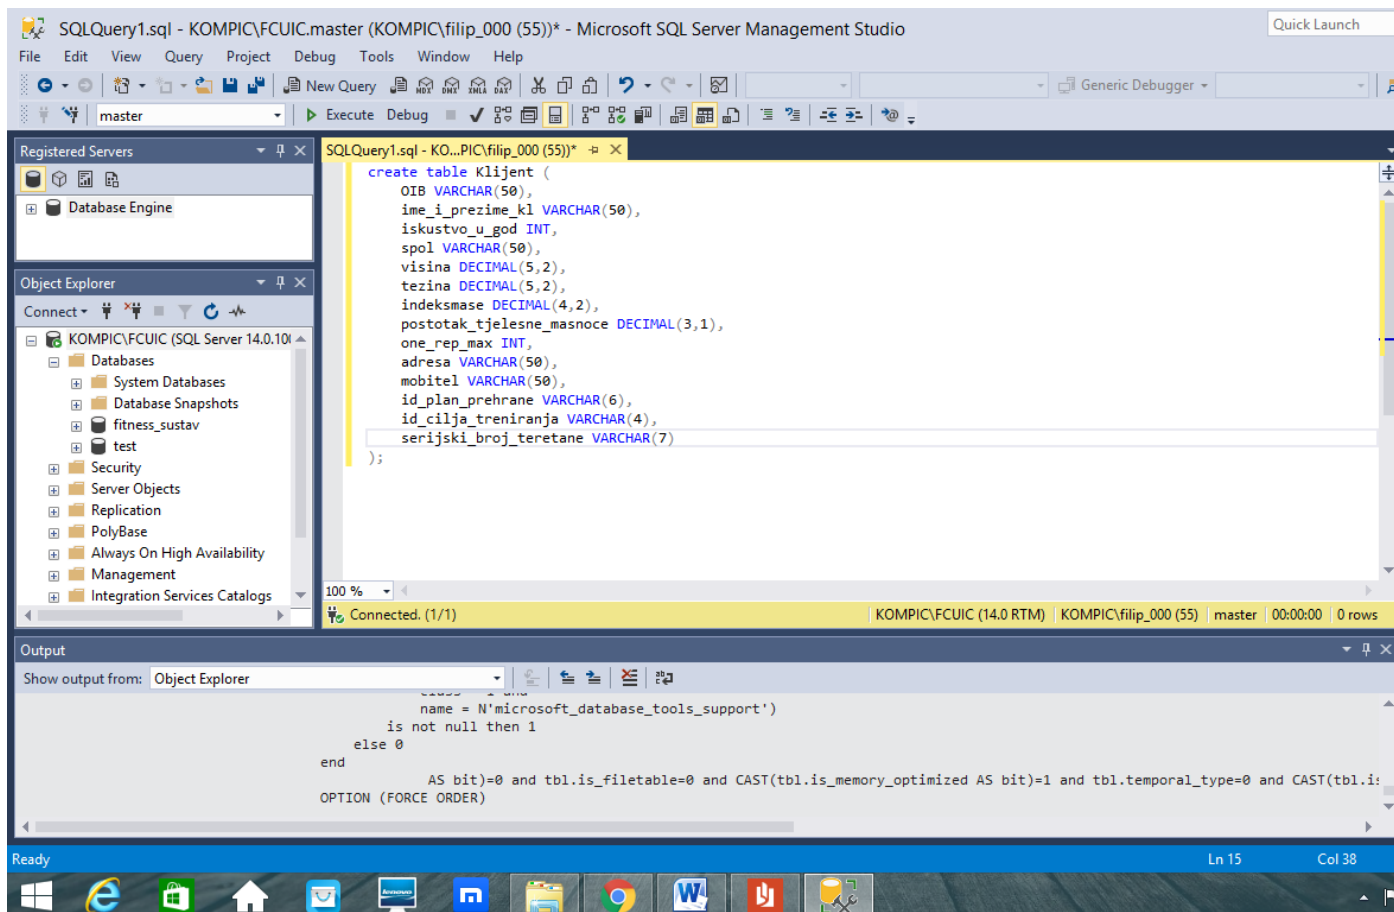 SQLQuery1.sql - KOMPIC\FCUIC.master (KOMPIC\filip_000 (55))* - Microsoft SQL Server Management Studio
Quick Launch
File Edit View Query Project Debug Tools Window Help
New Query MDX DMX XMLA DAX Generic Debugger
master Execute Debug
Registered Servers
Database Engine
Object Explorer
Connect
KOMPIC\FCUIC (SQL Server 14.0.100
Databases
System Databases
Database Snapshots
fitness_sustav
test
Security
Server Objects
Replication
PolyBase
Always On High Availability
Management
Integration Services Catalogs
SQLQuery1.sql - KO...PIC\filip_000 (55))*
create table Klijent (
OIB VARCHAR(50),
ime_i_prezime_kl VARCHAR(50),
iskustvo_u_god INT,
spol VARCHAR(50),
visina DECIMAL(5,2),
tezina DECIMAL(5,2),
indeksmase DECIMAL(4,2),
postotak_tjelesne_masnoce DECIMAL(3,1),
one_rep_max INT,
adresa VARCHAR(50),
mobitel VARCHAR(50),
id_plan_prehrane VARCHAR(6),
id_cilja_treniranja VARCHAR(4),
serijski_broj_teretane VARCHAR(7)
);
100 %
Connected. (1/1)
KOMPIC\FCUIC (14.0 RTM) KOMPIC\filip_000 (55) master 00:00:00 0 rows
Output
Show output from: Object Explorer
name = N'microsoft_database_tools_support')
is not null then 1
else 0
end
AS bit)=0 and tbl.is_filetable=0 and CAST(tbl.is_memory_optimized AS bit)=1 and tbl.temporal_type=0 and CAST(tbl.is
OPTION (FORCE ORDER)
Ready
Ln 15 Col 38
lenovo